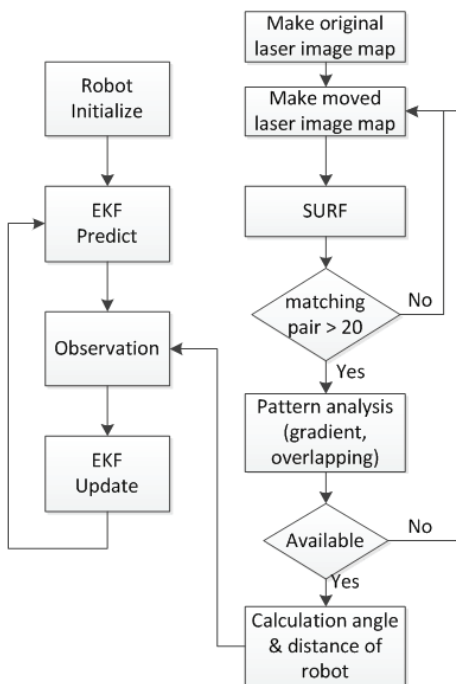 Robot
Initialize
EKF
Predict
Observation
EKF
Update
Make original
laser image map
Make moved
laser image map
SURF
matching
pair > 20
No
Yes
Pattern analysis
(gradient,
overlapping)
Available
No
Yes
Calculation angle
& distance of
robot